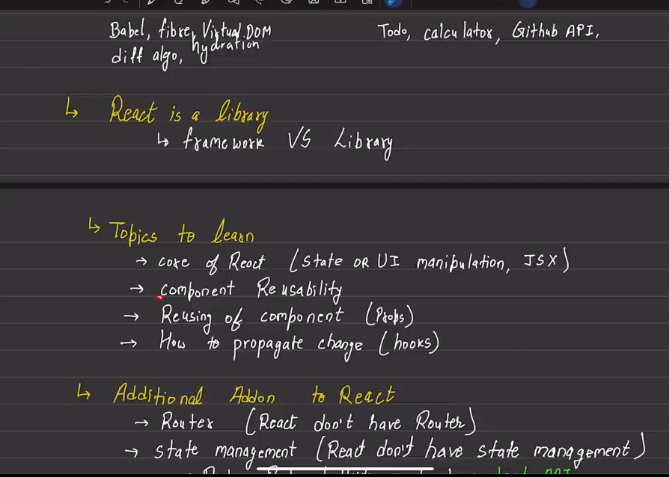 Babel, fibre, Virtual DOM
hydration
diff algo,
Todo, calculator, Github API,
↳ React is a library
↳ framework VS Library
↳ Topics to learn
→ core of React (State OR UI manipulation, JSX)
→ component Reusability
→ Reusing of component (Props)
→ How to propagate change (hooks)
↳ Additional Addon to React
→ Router (React don't have Router)
→ state management (React don't have state management)